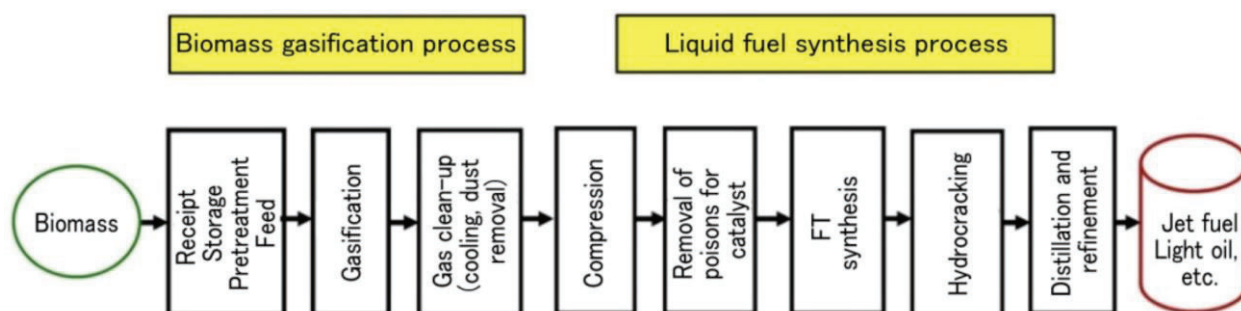 Biomass gasification process
Liquid fuel synthesis process
Biomass
Receipt
Storage
Pretreatment
Feed
Gasification
Gas clean-up
(cooling, dust
removal)
Compression
Removal of
poisons for
catalyst
FT
synthesis
Hydrocracking
Distillation and
refinement
Jet fuel
Light oil,
etc.